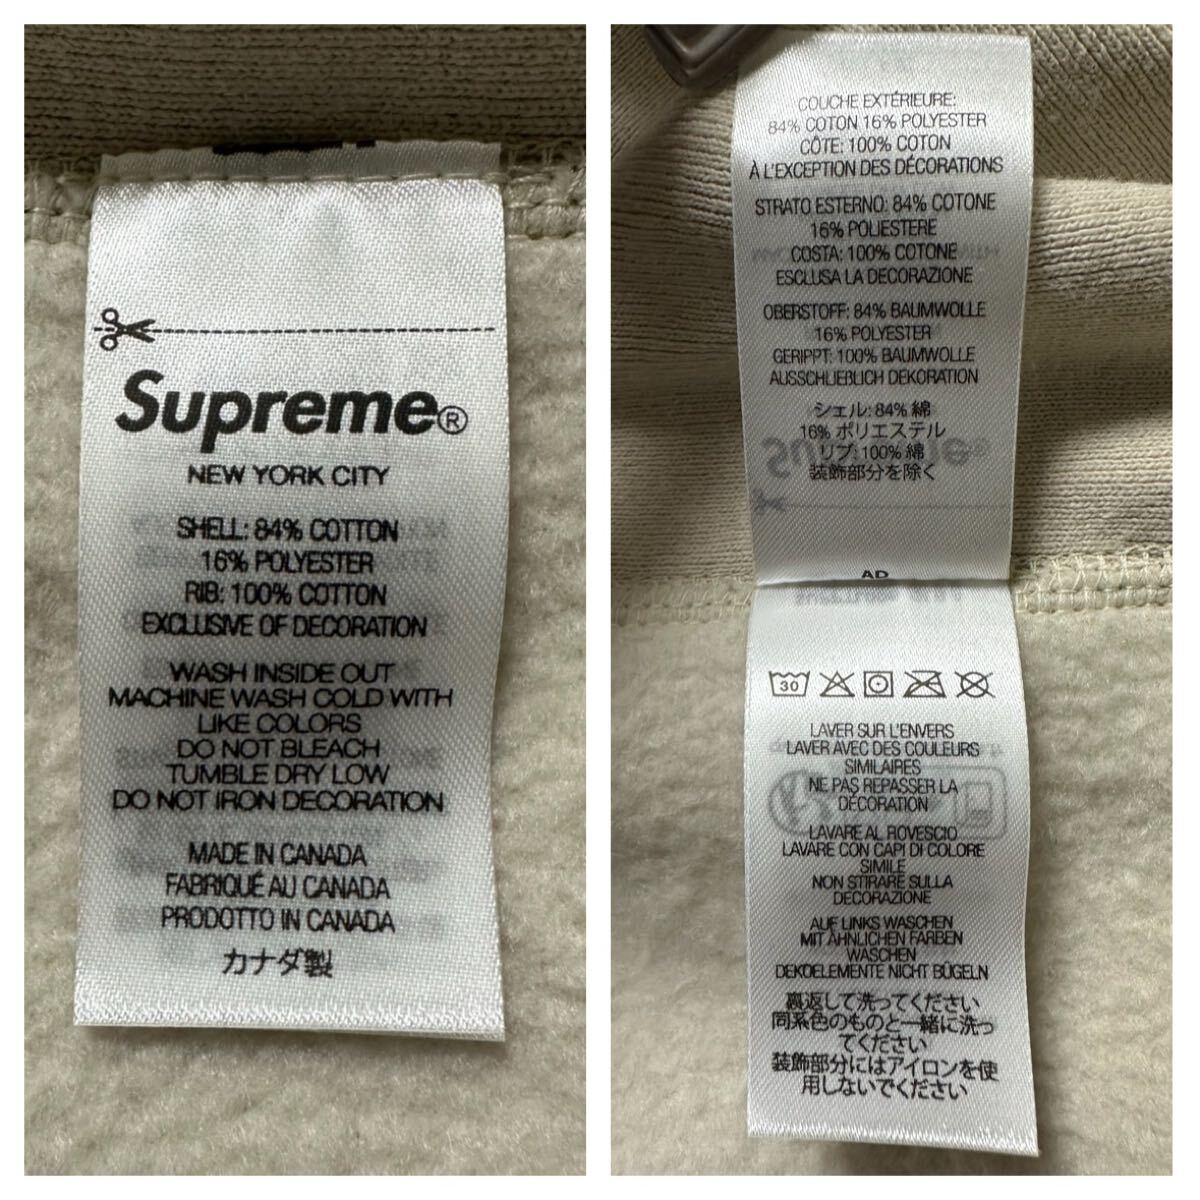 Supreme®
NEW YORK CITY
SHELL: 84% COTTON
16% POLYESTER
RIB: 100% COTTON
EXCLUSIVE OF DECORATION
WASH INSIDE OUT
MACHINE WASH COLD WITH
LIKE COLORS
DO NOT BLEACH
TUMBLE DRY LOW
DO NOT IRON DECORATION
MADE IN CANADA
FABRIQUÉ AU CANADA
PRODOTTO IN CANADA
カナダ製
COUCHE EXTÉRIEURE:
84% COTON 16% POLYESTER
CÔTE: 100% COTON
À L'EXCEPTION DES DÉCORATIONS
STRATO ESTERNO: 84% COTONE
16% POLIESTERE
COSTA: 100% COTONE
ESCLUSA LA DECORAZIONE
OBERSTOFF: 84% BAUMWOLLE
16% POLYESTER
GERIPPT: 100% BAUMWOLLE
AUSSCHLIEBLICH DEKORATION
シェル: 84% 綿
16% ポリエステル
リブ: 100% 綿
装飾部分を除く
AD
30
LAVER SUR L'ENVERS
LAVER AVEC DES COULEURS
SIMILAIRES
NE PAS REPASSER LA
DÉCORATION
LAVARE AL ROVESCIO
LAVARE CON CAPI DI COLORE
SIMILE
NON STIRARE SULLA
DECORAZIONE
AUF LINKS WASCHEN
MIT ÄHNLICHEN FARBEN
WASCHEN
DEKOELEMENTE NICHT BÜGELN
裏返して洗ってください
同系色のものと一緒に洗っ
てください
装飾部分にはアイロンを使
用しないでください